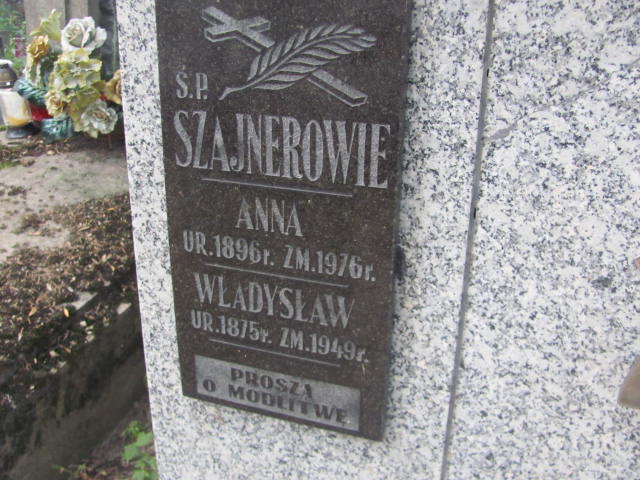 Ś.P.
SZAJNEROWIE
ANNA
UR.1896r. ZM.1976r.
WŁADYSŁAW
UR.1875r. ZM.1949r.
PROSZĄ
O MODLITWĘ